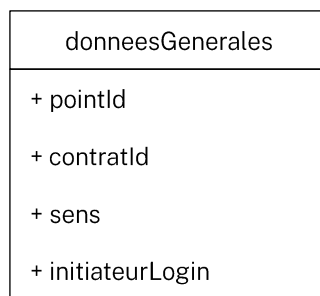 donneesGenerales
+ pointId
+ contratId
+ sens
+ initiateurLogin